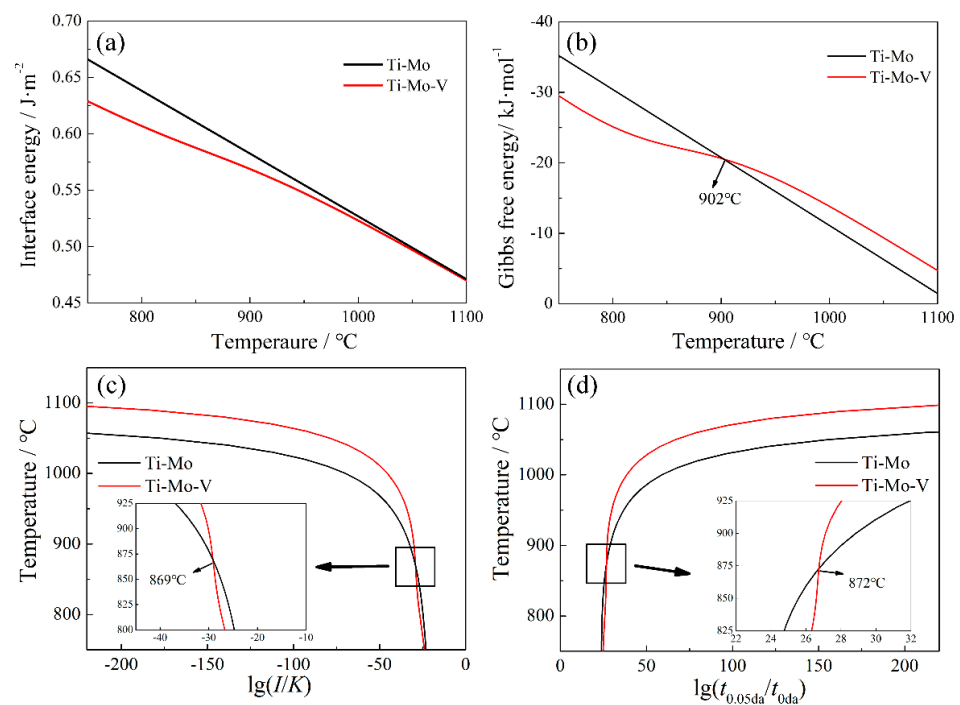 (a)
Ti-Mo
Ti-Mo-V
Interface energy / J·m⁻²
0.70
0.65
0.60
0.55
0.50
0.45
800 900 1000 1100
Temperaure / °C
(b)
Ti-Mo
Ti-Mo-V
Gibbs free energy/ kJ·mol⁻¹
-40
-30
-20
-10
0
902°C
800 900 1000 1100
Temperature / °C
(c)
Ti-Mo
Ti-Mo-V
Temperature / °C
1100
1000
900
800
925
900
875
850
825
800
869°C
-40 -30 -20 -10
-200 -150 -100 -50 0
lg(I/K)
(d)
Ti-Mo
Ti-Mo-V
Temperature / °C
1100
1000
900
800
925
900
875
850
825
872°C
22 24 26 28 30 32
0 50 100 150 200
lg(t0.05da/t0da)